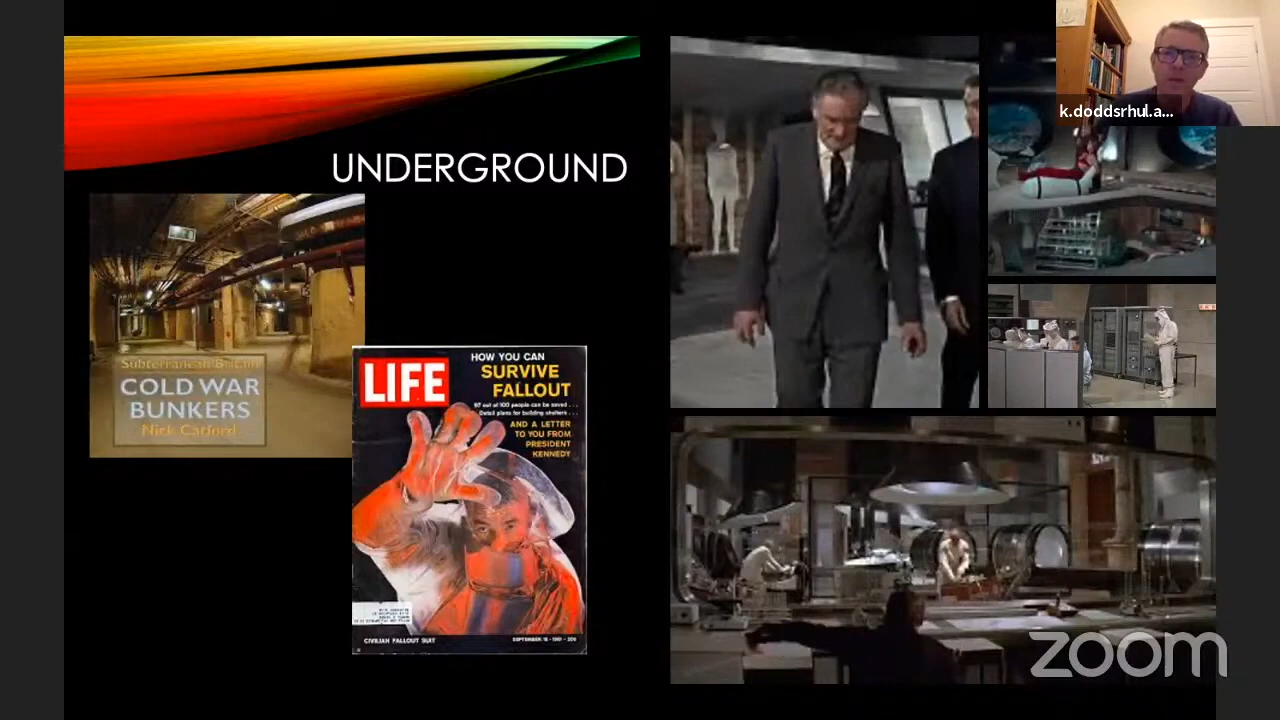 UNDERGROUND
Subterranean Britain
COLD WAR
BUNKERS
Nick Catford
LIFE
HOW YOU CAN
SURVIVE
FALLOUT
97 out of 100 people can be saved . . .
Detail plans for building shelters . . .
AND A LETTER
TO YOU FROM
PRESIDENT
KENNEDY
CIVILIAN FALLOUT SUIT
SEPTEMBER 15 · 1961 · 20¢
k.doddsrhul.a...
zoom